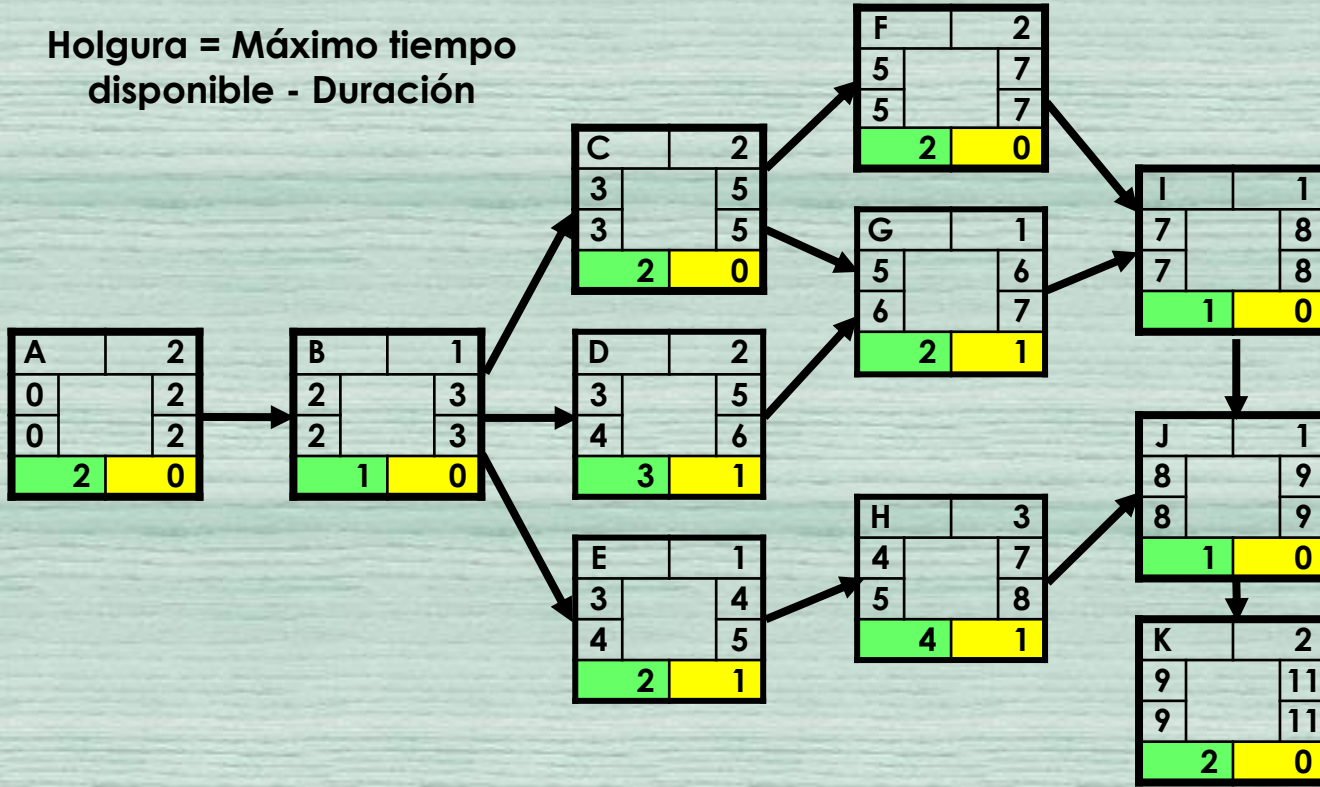 Holgura = Máximo tiempo
disponible - Duración
A 2
0 2
0 2
2 0
B 1
2 3
2 3
1 0
C 2
3 5
3 5
2 0
D 2
3 5
4 6
3 1
E 1
3 4
4 5
2 1
F 2
5 7
5 7
2 0
G 1
5 6
6 7
2 1
H 3
4 7
5 8
4 1
I 1
7 8
7 8
1 0
J 1
8 9
8 9
1 0
K 2
9 11
9 11
2 0